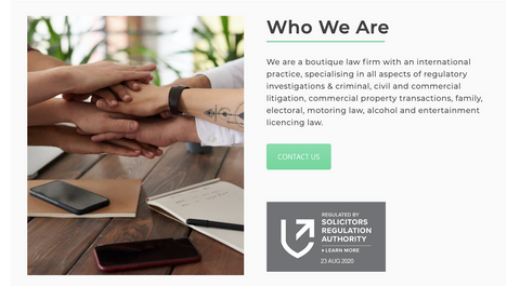 Who We Are
We are a boutique law firm with an international
practice, specialising in all aspects of regulatory
investigations & criminal, civil and commercial
litigation, commercial property transactions, family,
electoral, motoring law, alcohol and entertainment
licencing law.
CONTACT US
REGULATED BY
SOLICITORS
REGULATION
AUTHORITY
LEARN MORE
23 AUG 2020